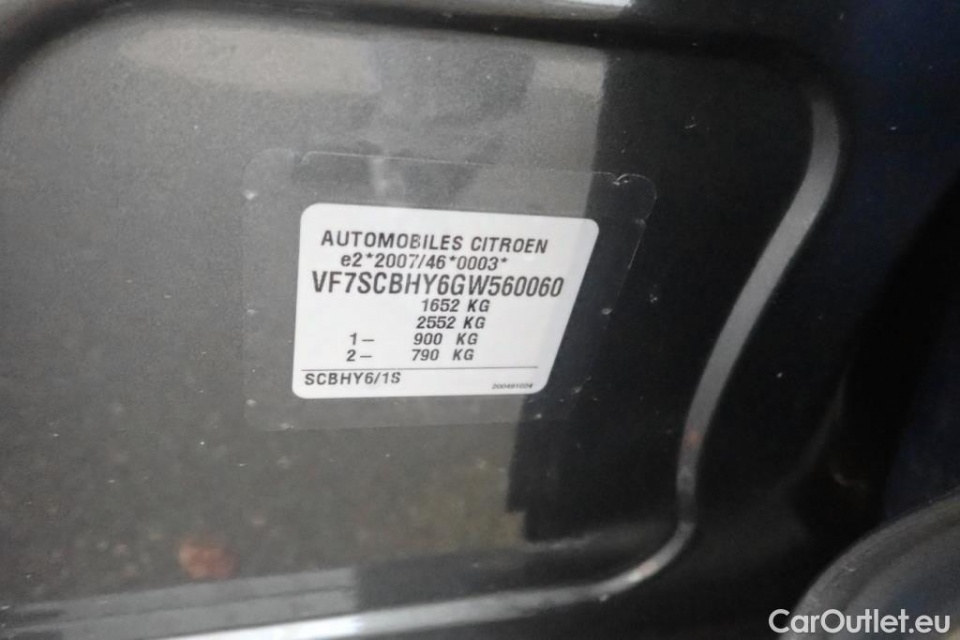 AUTOMOBILES CITROEN
e2*2007/46*0003*
VF7SCBHY6GW560060
1652 KG
2552 KG
1– 900 KG
2– 790 KG
SCBHY6/1S
CarOutlet.eu